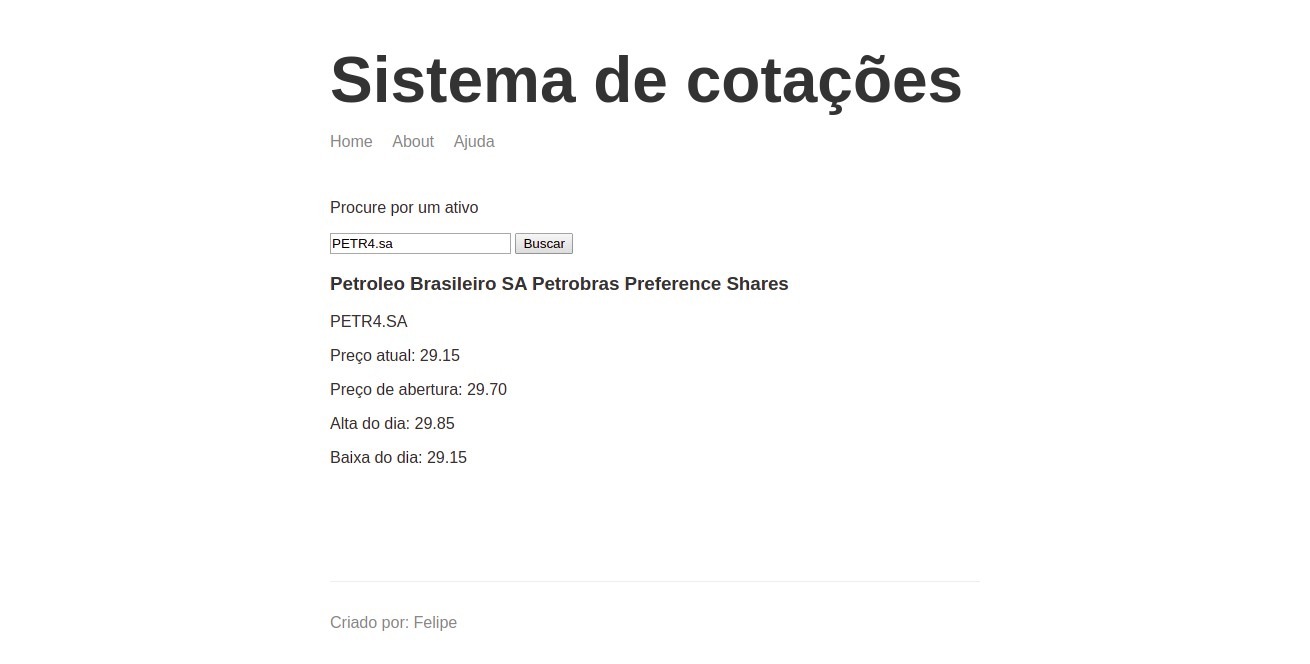 Sistema de cotações
Home About Ajuda
Procure por um ativo
PETR4.sa Buscar
Petroleo Brasileiro SA Petrobras Preference Shares
PETR4.SA
Preço atual: 29.15
Preço de abertura: 29.70
Alta do dia: 29.85
Baixa do dia: 29.15
Criado por: Felipe